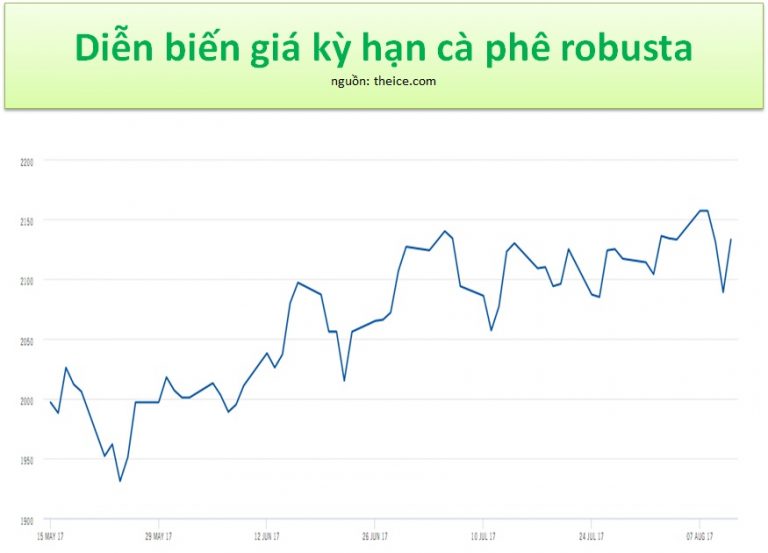 Diễn biến giá kỳ hạn cà phê robusta
nguồn: theice.com
2200
2150
2100
2050
2000
1950
1900
15 MAY 17 29 MAY 17 12 JUN 17 26 JUN 17 10 JUL 17 24 JUL 17 07 AUG 17